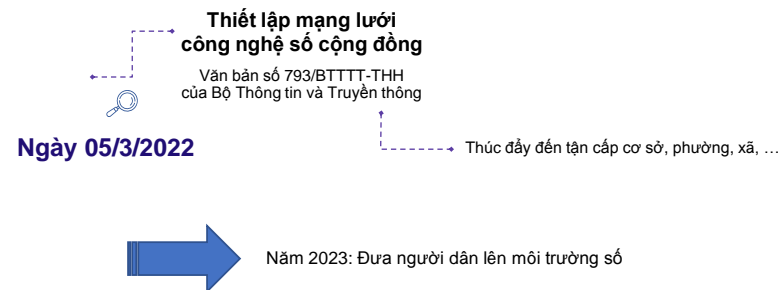 Thiết lập mạng lưới
công nghệ số cộng đồng
Văn bản số 793/BTTTT-THH
của Bộ Thông tin và Truyền thông
Ngày 05/3/2022
Thúc đẩy đến tận cấp cơ sở, phường, xã, …
Năm 2023: Đưa người dân lên môi trường số